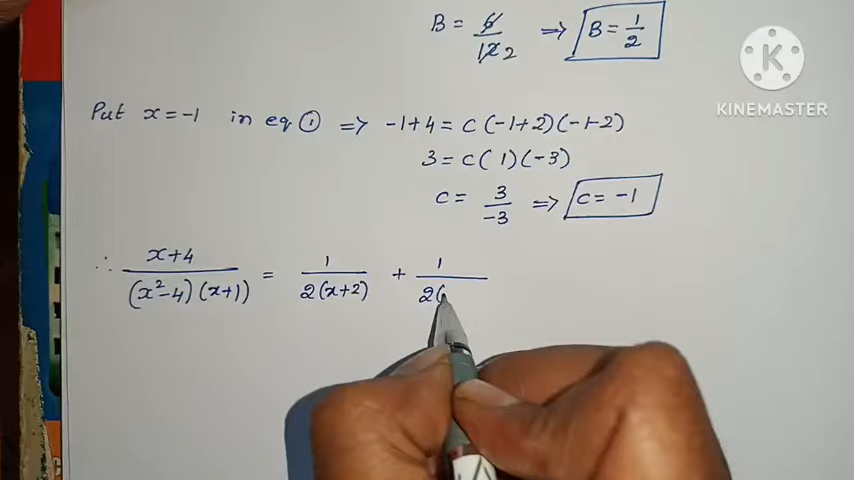 B = 6/12 2 ⇒ B = 1/2
KINEMASTER
Put x = -1 in eq ① ⇒ -1+4 = c (-1+2)(-1-2)
3 = c ( 1) (-3)
c = 3/-3 ⇒ c = -1
∴ x+4/(x²-4)(x+1) = 1/2(x+2) + 1/2(